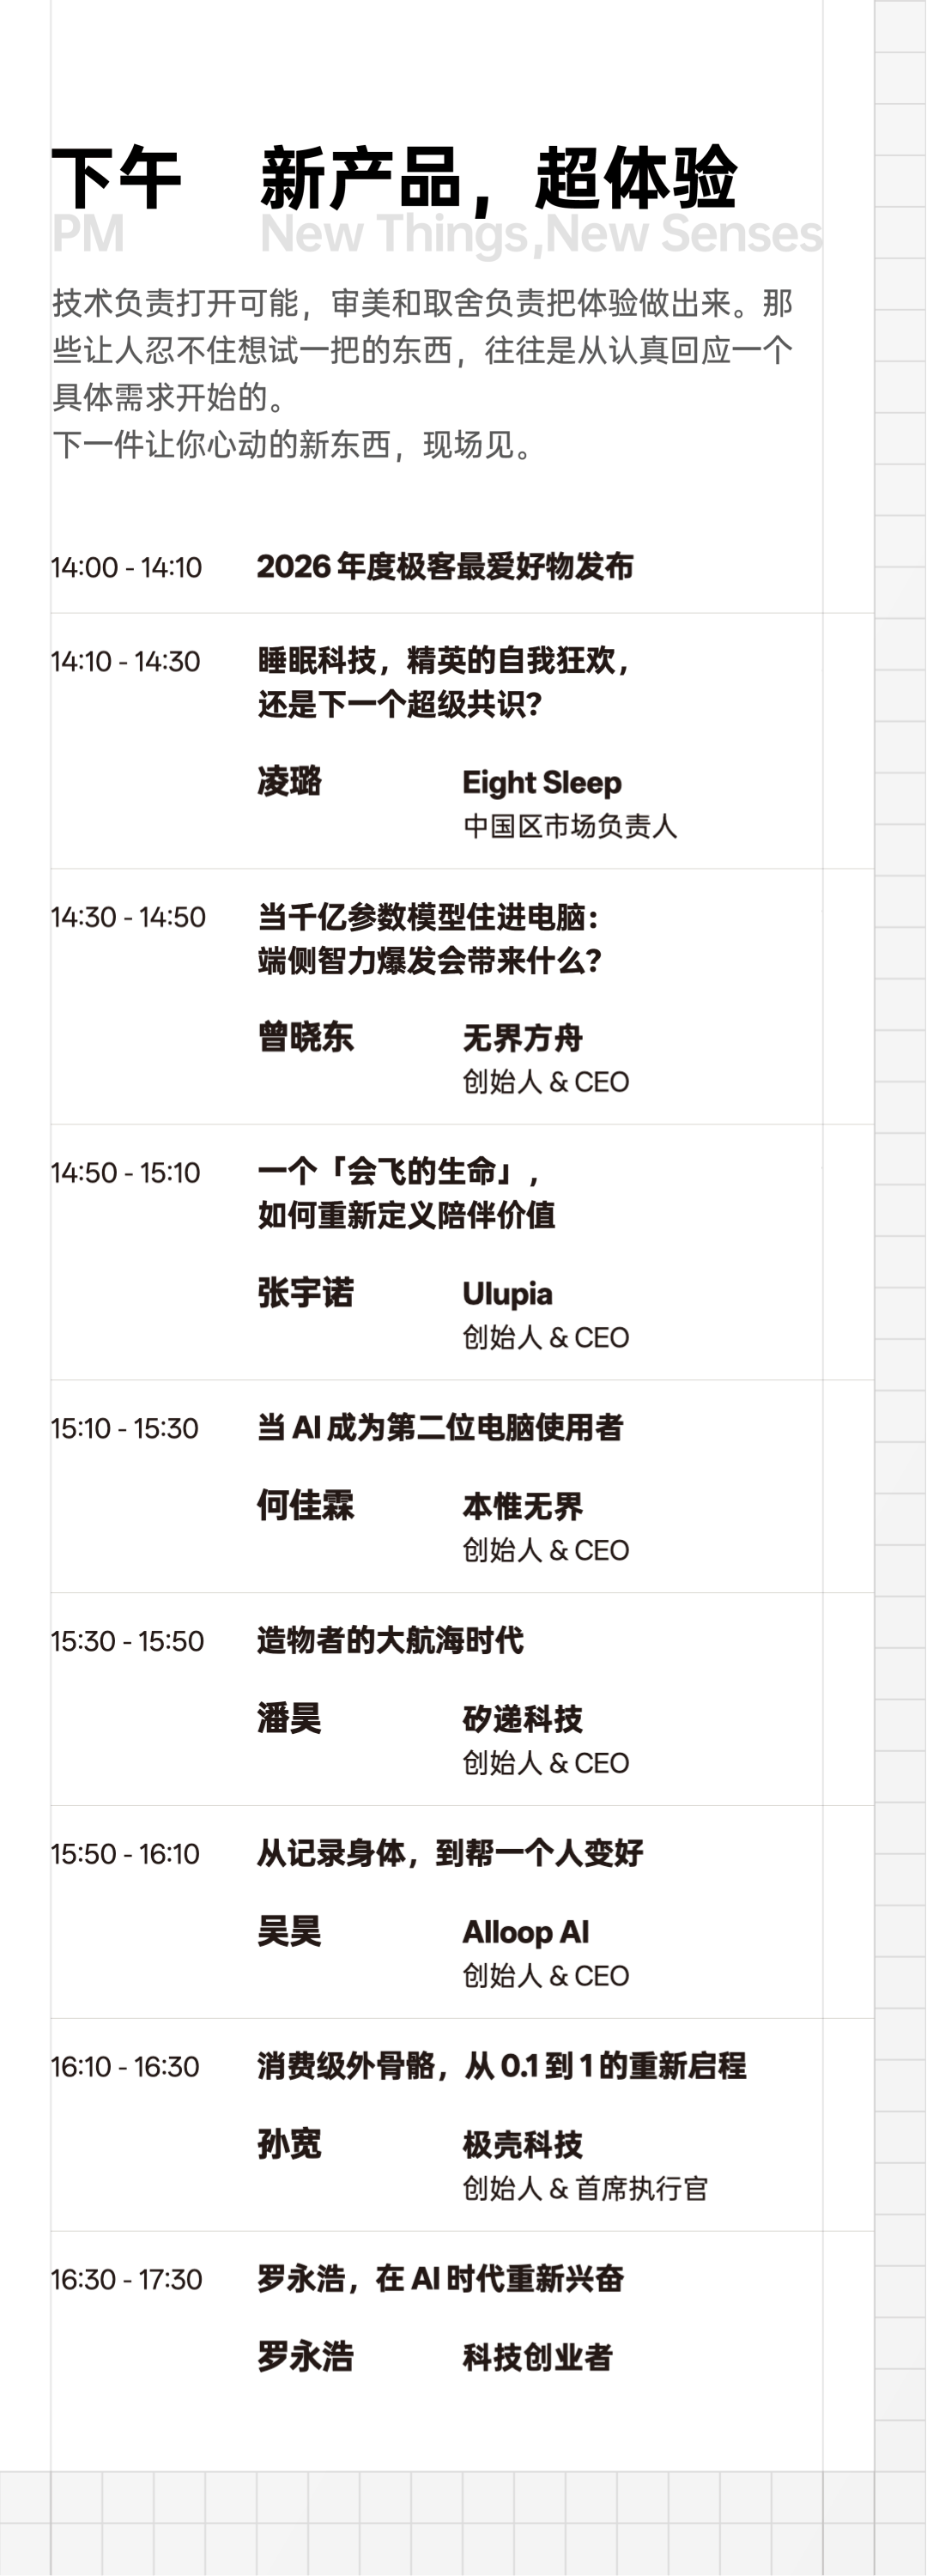 下午 新产品，超体验
PM New Things,New Senses
技术负责打开可能，审美和取舍负责把体验做出来。那
些让人忍不住想试一把的东西，往往是从认真回应一个
具体需求开始的。
下一件让你心动的新东西，现场见。
14:00 - 14:10 2026 年度极客最爱好物发布
14:10 - 14:30 睡眠科技，精英的自我狂欢，
还是下一个超级共识？
凌璐 Eight Sleep
中国区市场负责人
14:30 - 14:50 当千亿参数模型住进电脑：
端侧智力爆发会带来什么？
曾晓东 无界方舟
创始人 & CEO
14:50 - 15:10 一个「会飞的生命」，
如何重新定义陪伴价值
张宇诺 Ulupia
创始人 & CEO
15:10 - 15:30 当 AI 成为第二位电脑使用者
何佳霖 本惟无界
创始人 & CEO
15:30 - 15:50 造物者的大航海时代
潘昊 矽递科技
创始人 & CEO
15:50 - 16:10 从记录身体，到帮一个人变好
吴昊 Alloop AI
创始人 & CEO
16:10 - 16:30 消费级外骨骼，从 0.1 到 1 的重新启程
孙宽 极壳科技
创始人 & 首席执行官
16:30 - 17:30 罗永浩，在 AI 时代重新兴奋
罗永浩 科技创业者